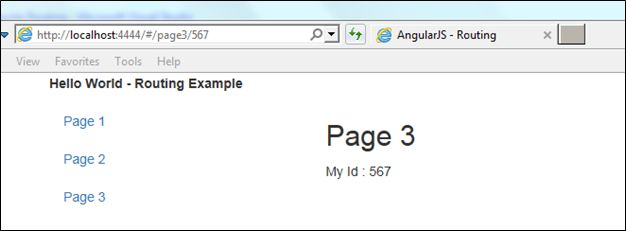 http://localhost:4444/#/page3/567
AngularJS - Routing
View Favorites Tools Help
Hello World - Routing Example
Page 1
Page 2
Page 3
Page 3
My Id : 567